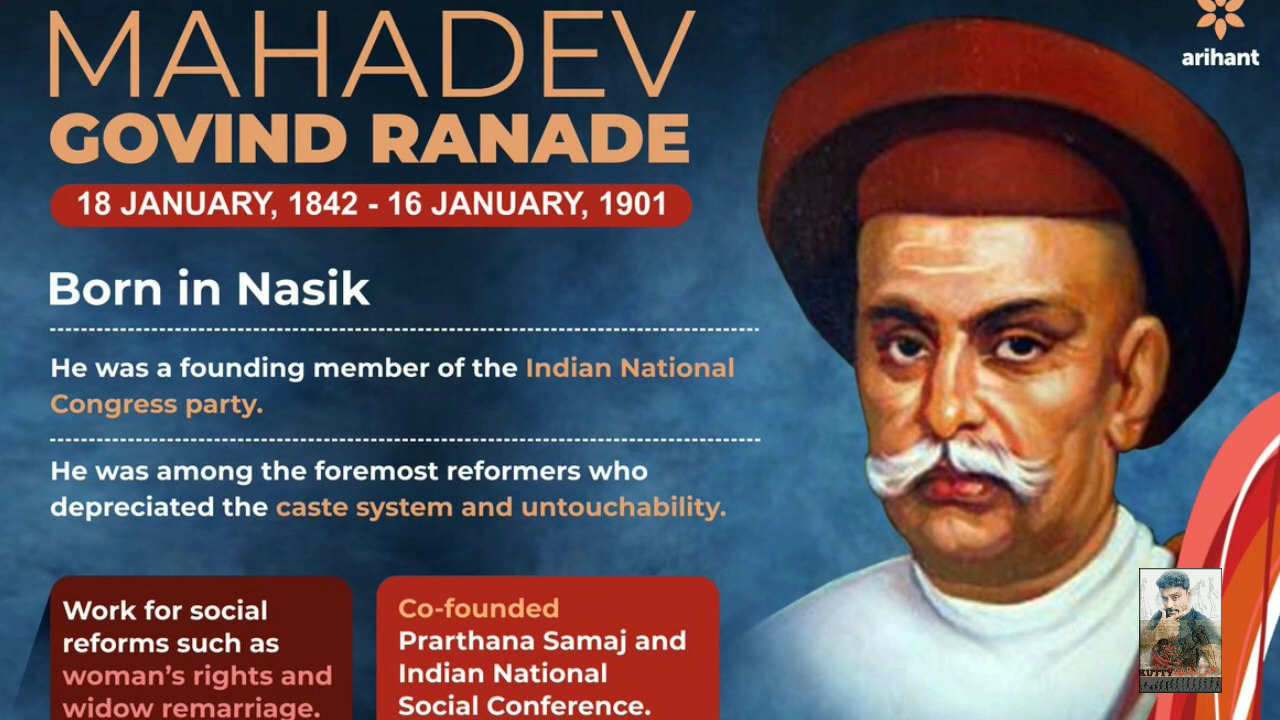 MAHADEV
GOVIND RANADE
18 JANUARY, 1842 - 16 JANUARY, 1901
arihant
Born in Nasik
He was a founding member of the Indian National
Congress party.
He was among the foremost reformers who
depreciated the caste system and untouchability.
Work for social
reforms such as
woman’s rights and
widow remarriage.
Co-founded
Prarthana Samaj and
Indian National
Social Conference.